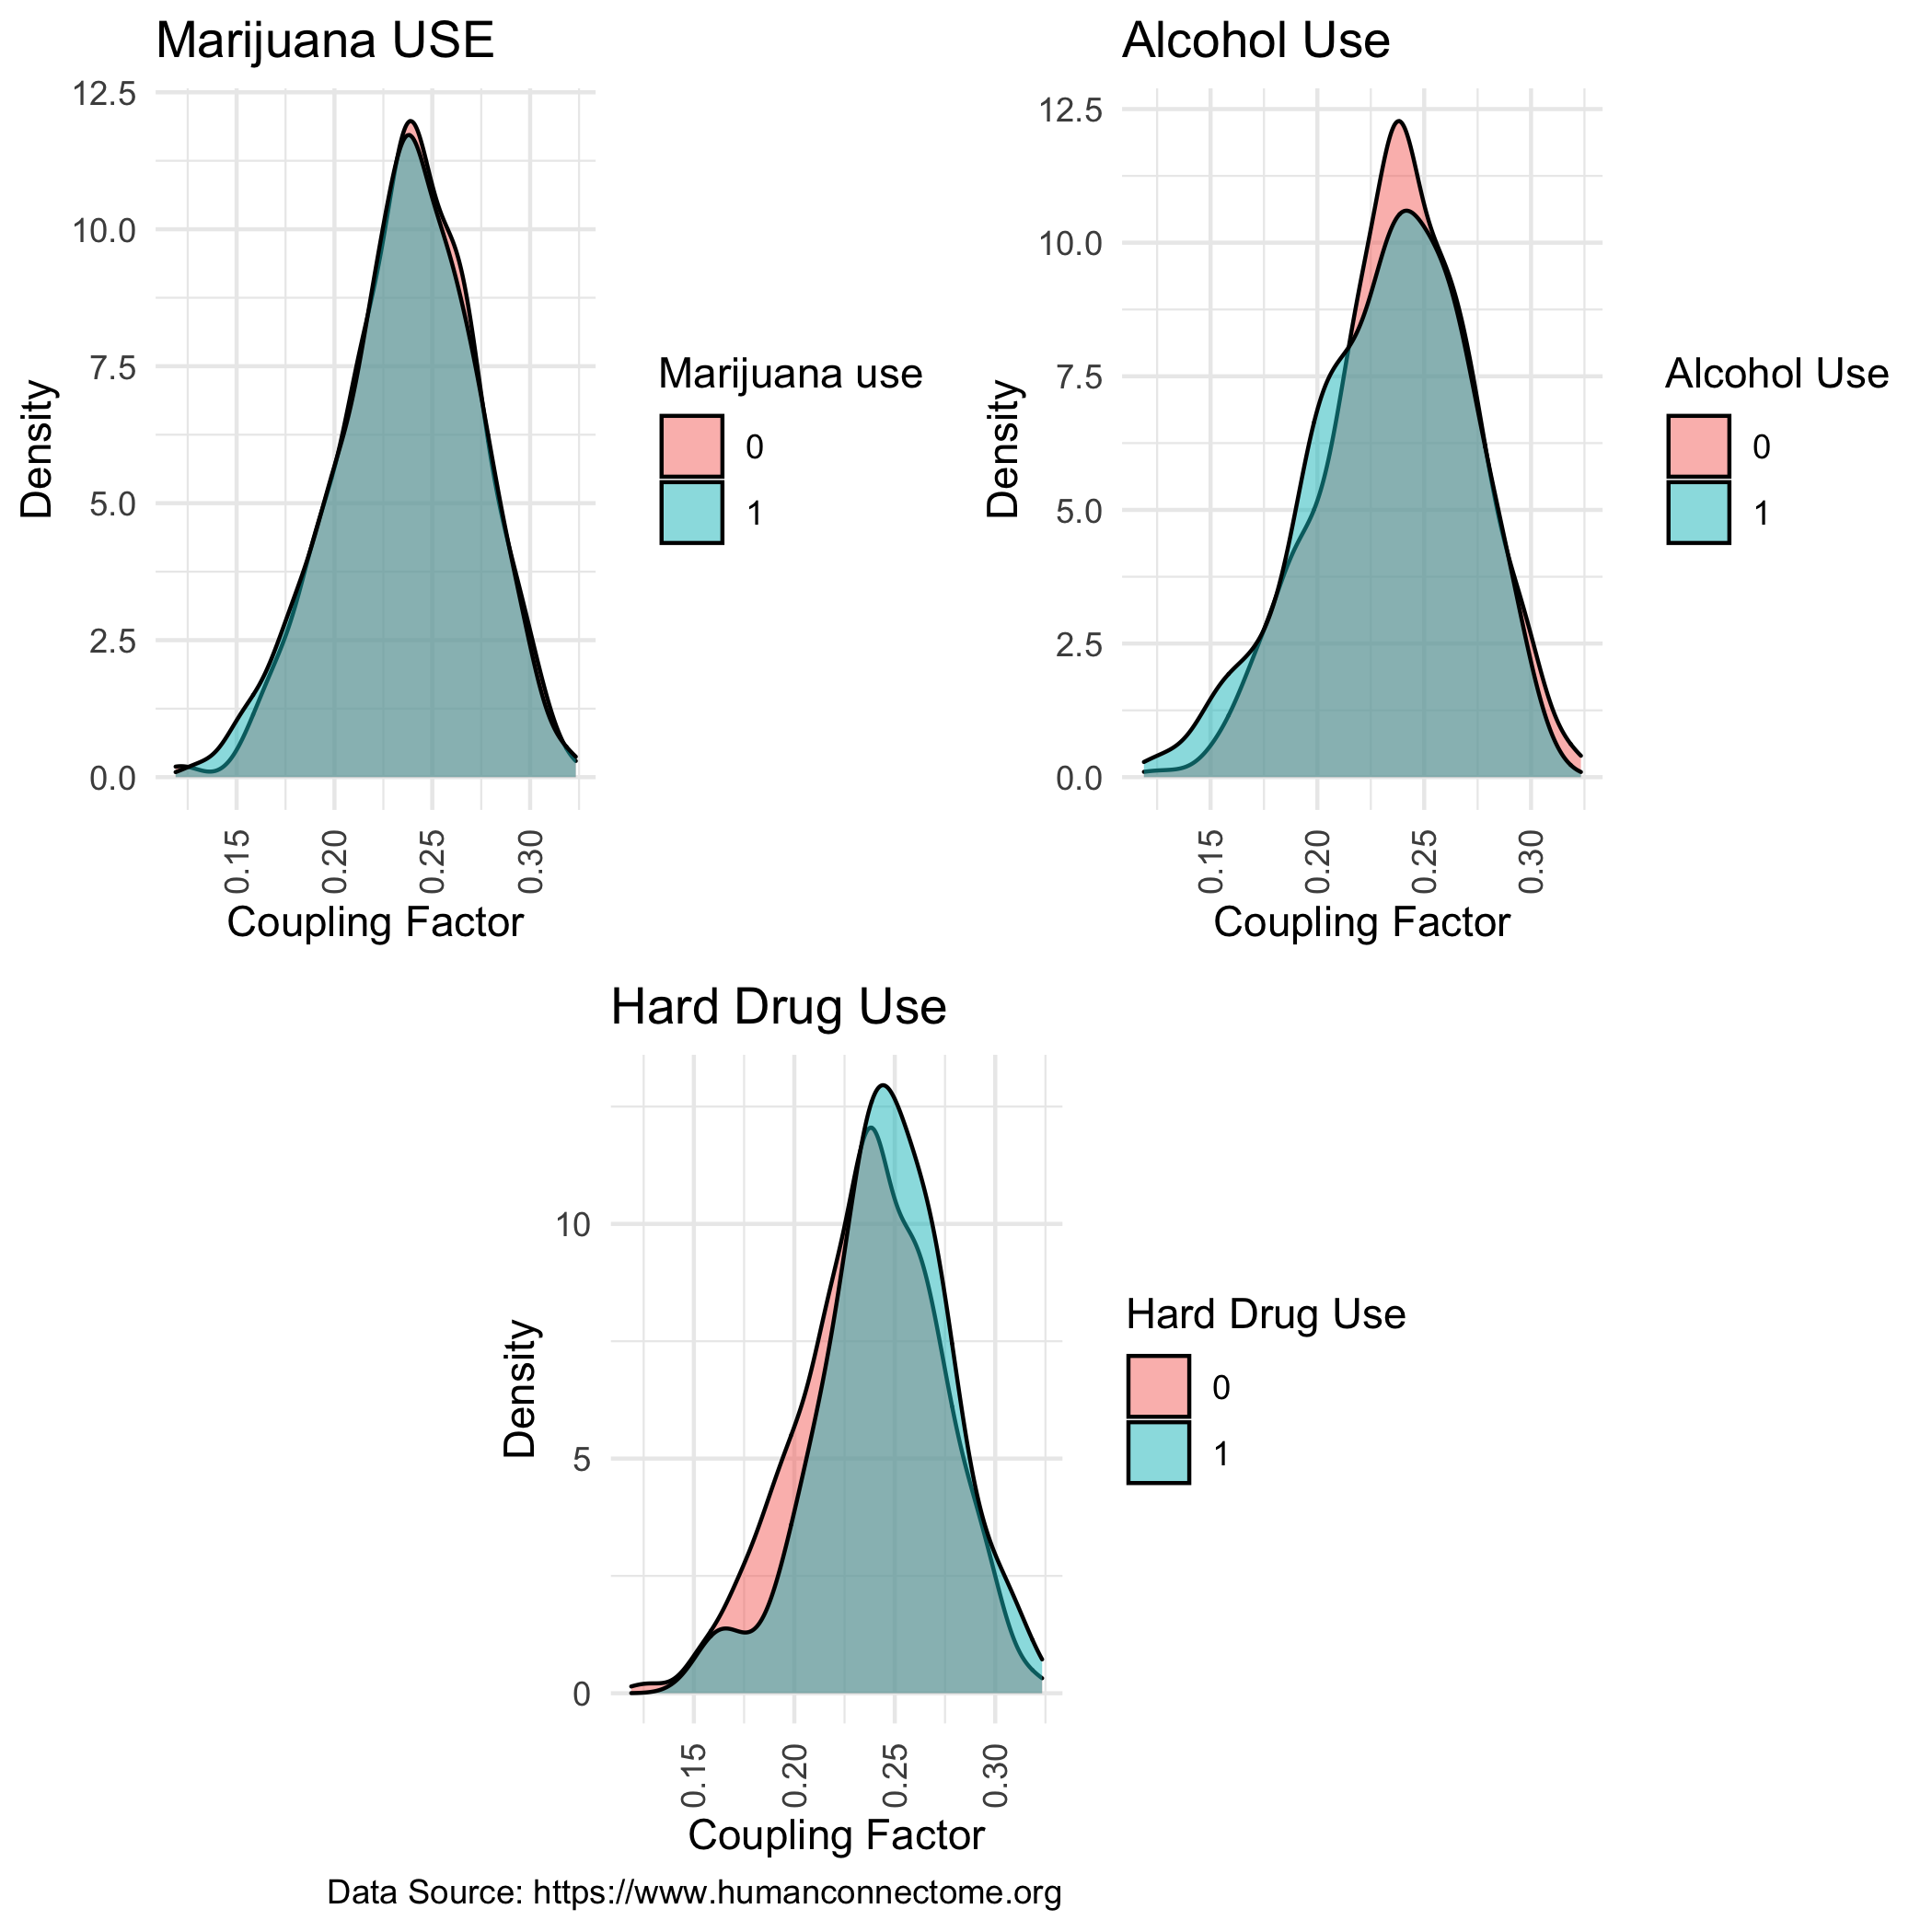 Marijuana USE
12.5
10.0
7.5
5.0
2.5
0.0
Density
0.15
0.20
0.25
0.30
Coupling Factor
Marijuana use
0
1
Alcohol Use
12.5
10.0
7.5
5.0
2.5
0.0
Density
0.15
0.20
0.25
0.30
Coupling Factor
Alcohol Use
0
1
Hard Drug Use
10
5
0
Density
0.15
0.20
0.25
0.30
Coupling Factor
Hard Drug Use
0
1
Data Source: https://www.humanconnectome.org